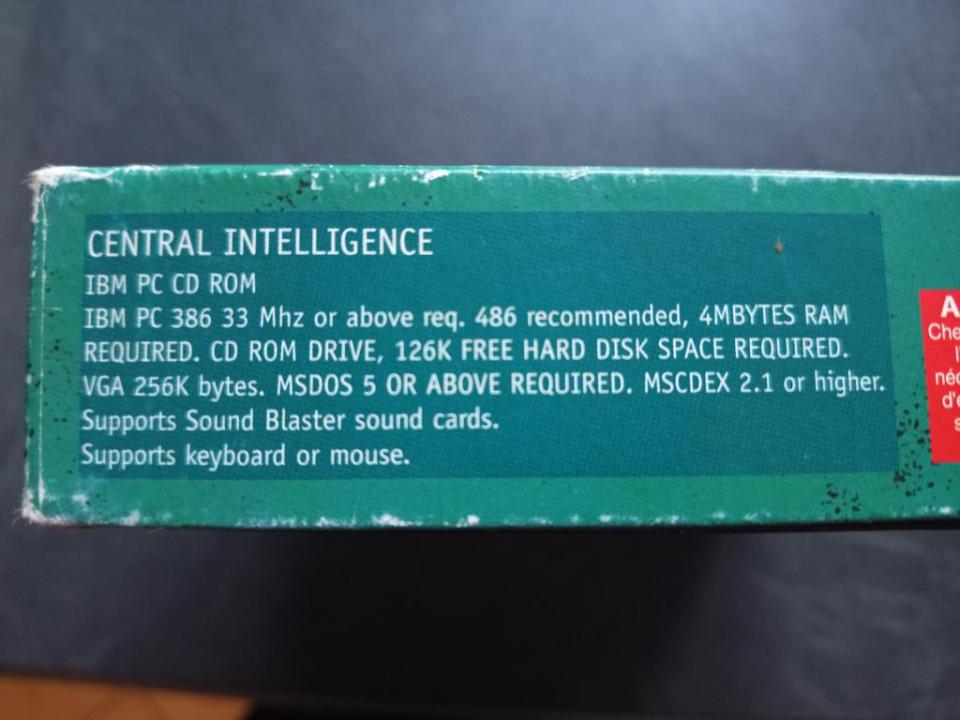 CENTRAL INTELLIGENCE
IBM PC CD ROM
IBM PC 386 33 Mhz or above req. 486 recommended, 4MBYTES RAM
REQUIRED. CD ROM DRIVE, 126K FREE HARD DISK SPACE REQUIRED.
VGA 256K bytes. MSDOS 5 OR ABOVE REQUIRED. MSCDEX 2.1 or higher.
Supports Sound Blaster sound cards.
Supports keyboard or mouse.